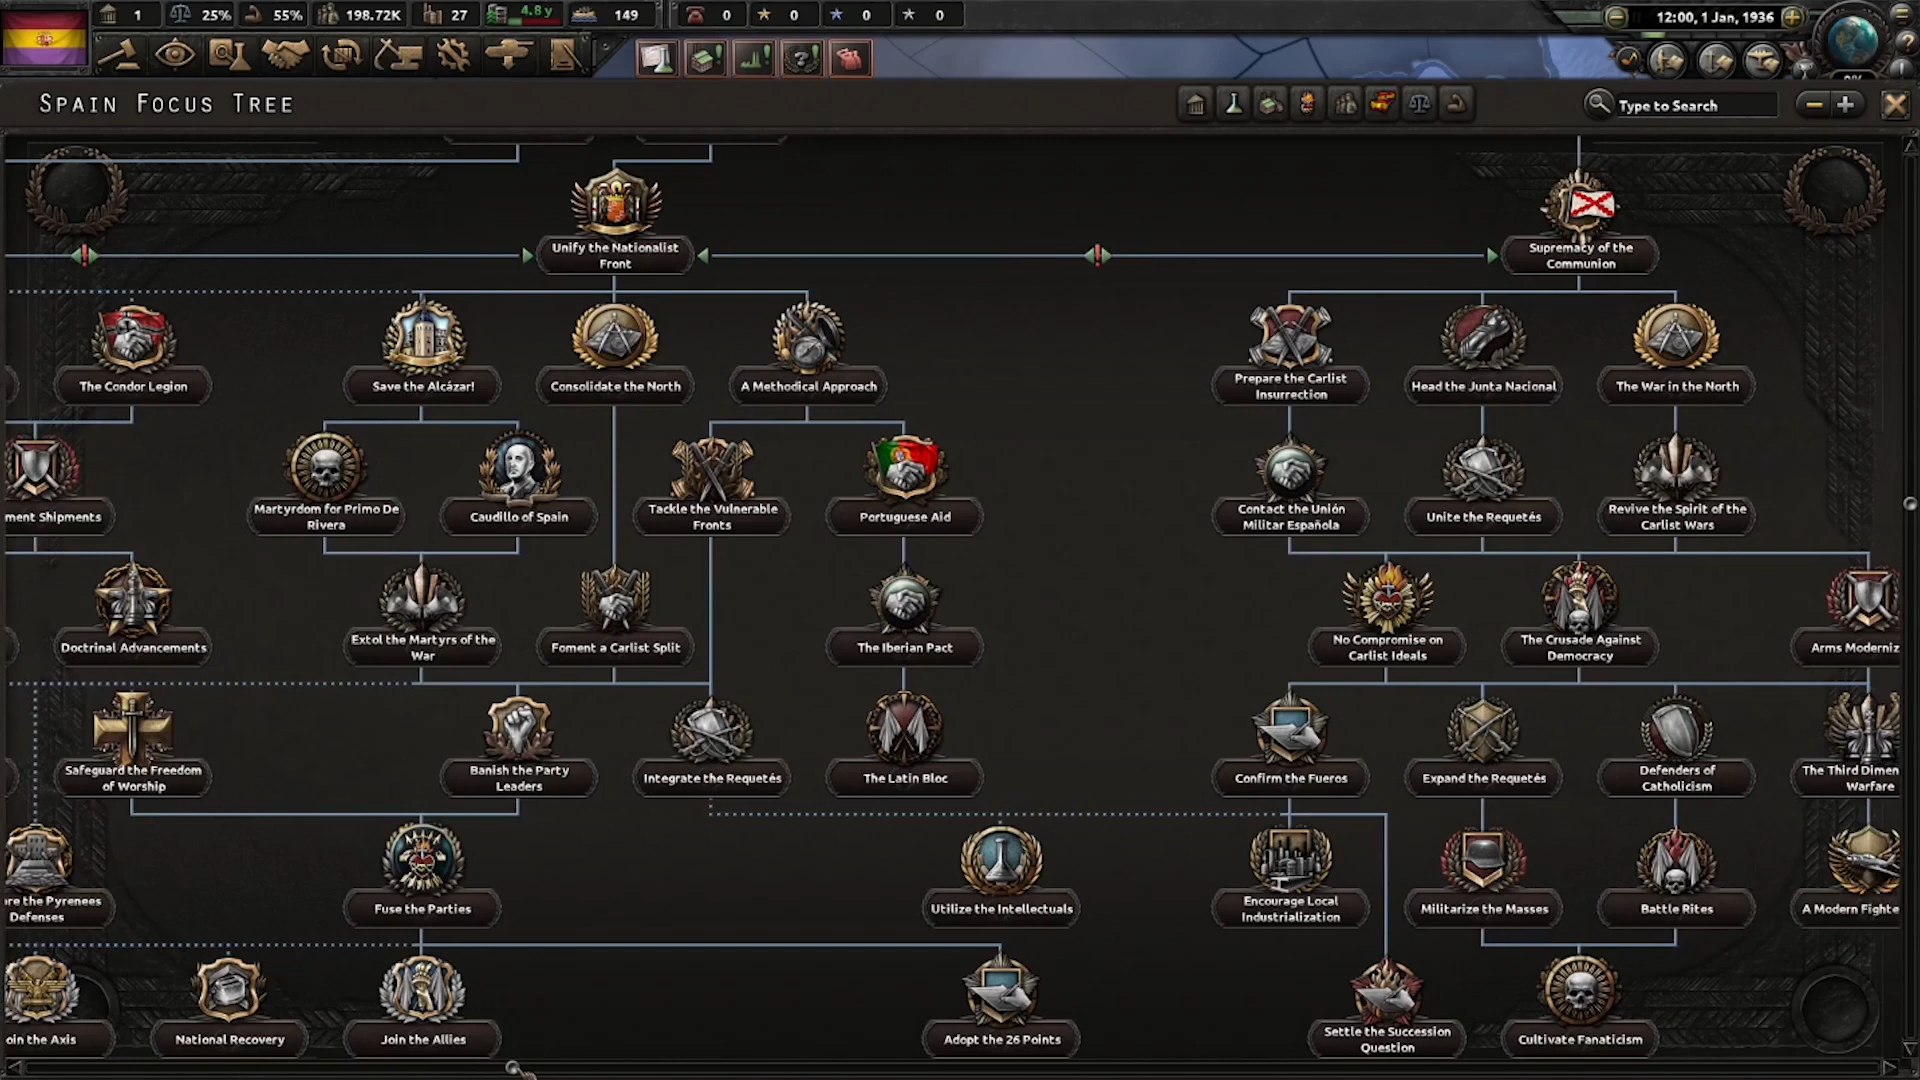 1
25%
55%
198.72K
27
4.8 y
149
0
0
0
0
12:00, 1 Jan, 1936
Spain Focus Tree
Type to Search
Unify the Nationalist
Front
Supremacy of the
Communion
The Condor Legion
Save the Alcázar!
Consolidate the North
A Methodical Approach
Prepare the Carlist
Insurrection
Head the Junta Nacional
The War in the North
ment Shipments
Martyrdom for Primo De
Rivera
Caudillo of Spain
Tackle the Vulnerable
Fronts
Portuguese Aid
Contact the Unión
Militar Española
Unite the Requetés
Revive the Spirit of the
Carlist Wars
Doctrinal Advancements
Extol the Martyrs of the
War
Foment a Carlist Split
The Iberian Pact
No Compromise on
Carlist Ideals
The Crusade Against
Democracy
Arms Moderniz
Safeguard the Freedom
of Worship
Banish the Party
Leaders
Integrate the Requetés
The Latin Bloc
Confirm the Fueros
Expand the Requetés
Defenders of
Catholicism
The Third Dimen
Warfare
ore the Pyrenees
Defenses
Fuse the Parties
Utilize the Intellectuals
Encourage Local
Industrialization
Militarize the Masses
Battle Rites
A Modern Fighte
oin the Axis
National Recovery
Join the Allies
Adopt the 26 Points
Settle the Succession
Question
Cultivate Fanaticism